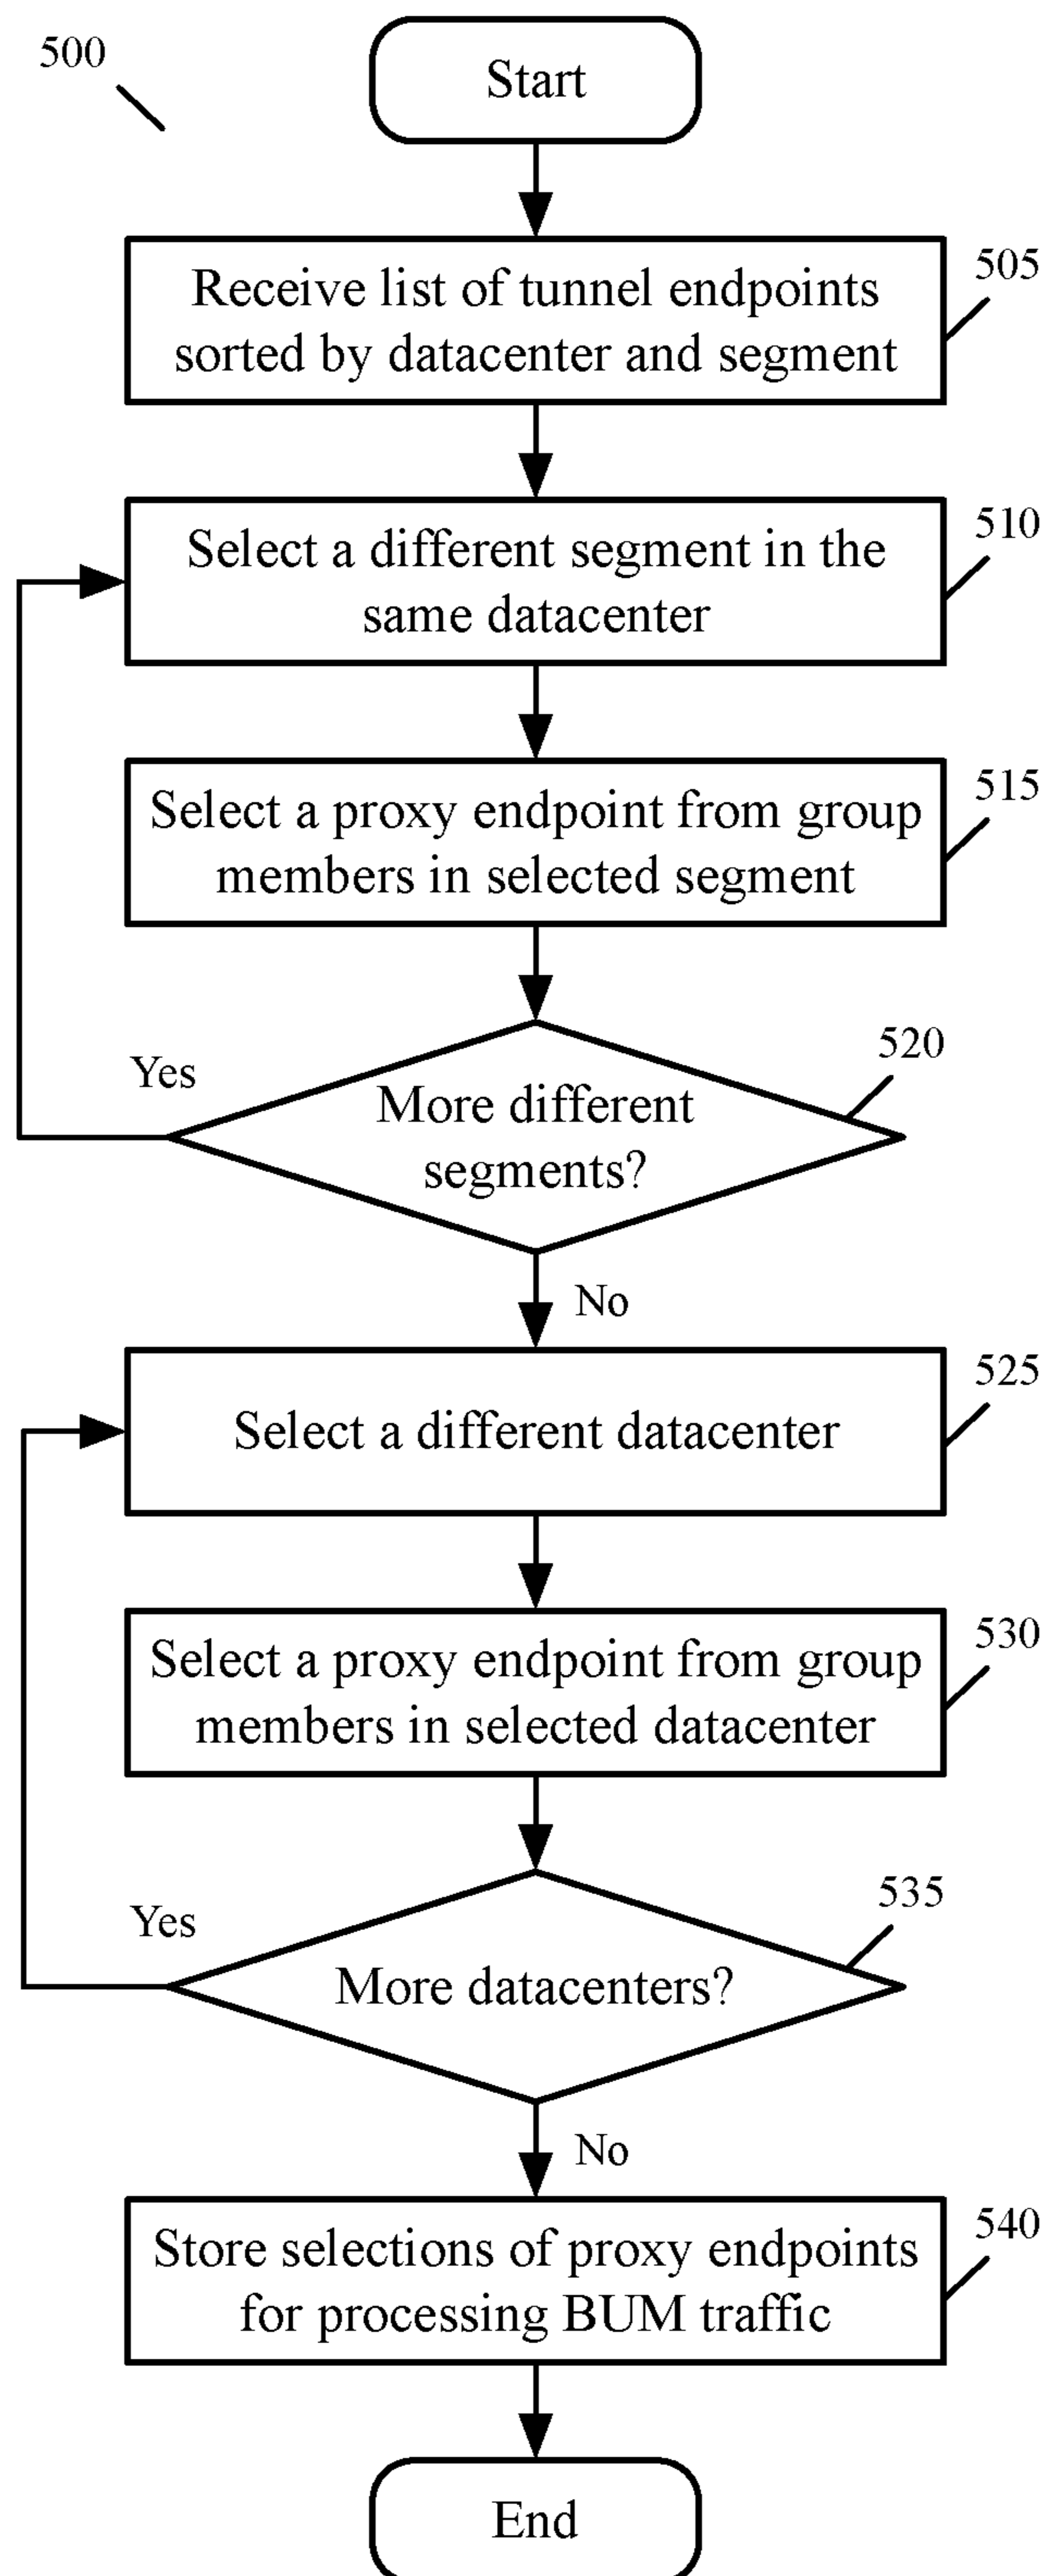 500
Start
Receive list of tunnel endpoints
sorted by datacenter and segment
505
Select a different segment in the
same datacenter
510
Select a proxy endpoint from group
members in selected segment
515
More different
segments?
520
Yes
No
Select a different datacenter
525
Select a proxy endpoint from group
members in selected datacenter
530
More datacenters?
535
Yes
No
Store selections of proxy endpoints
for processing BUM traffic
540
End